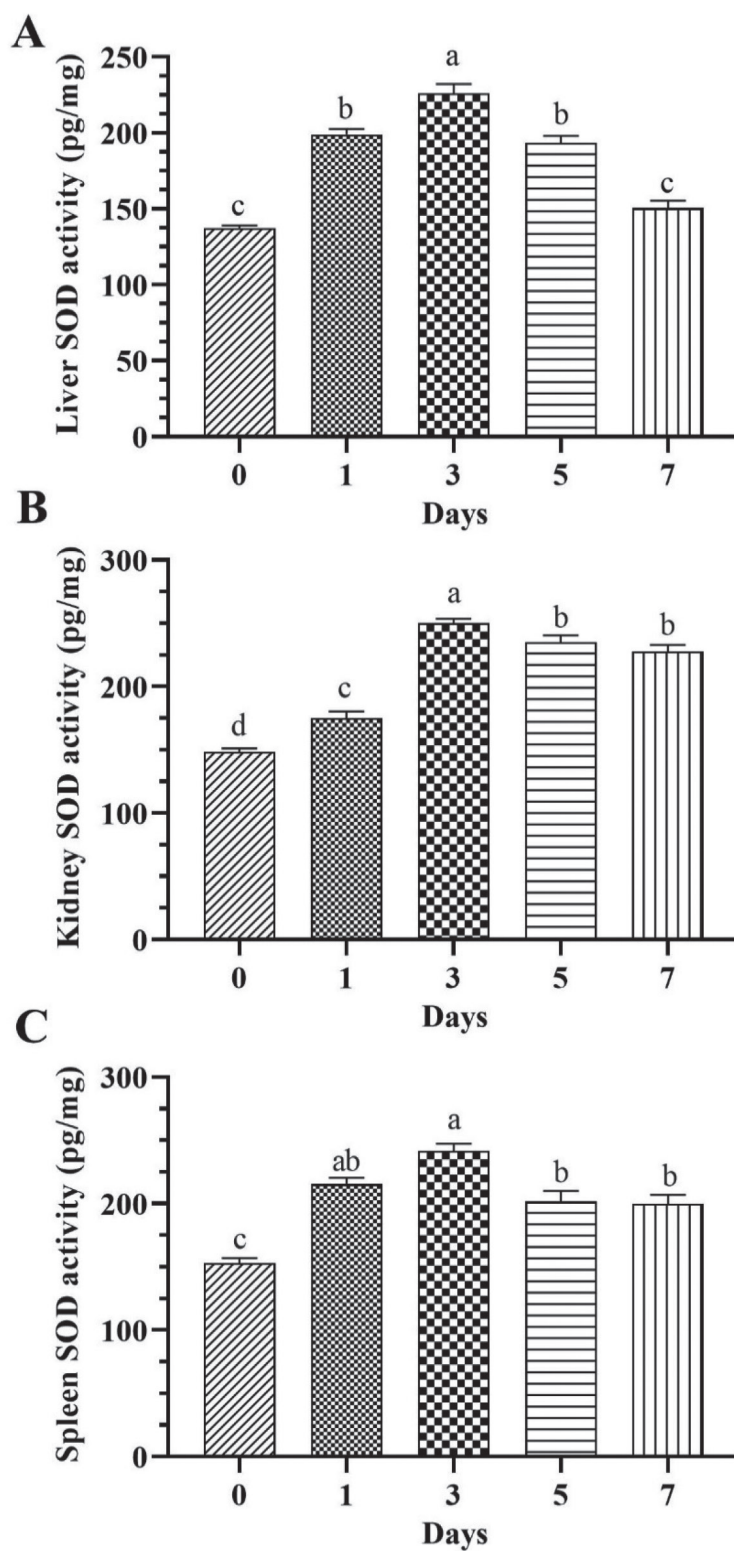 A
Liver SOD activity (pg/mg)
250
200
150
100
50
0
c
b
a
b
c
0 1 3 5 7
Days
B
Kidney SOD activity (pg/mg)
300
200
100
0
d
c
a
b
b
0 1 3 5 7
Days
C
Spleen SOD activity (pg/mg)
300
200
100
0
c
ab
a
b
b
0 1 3 5 7
Days